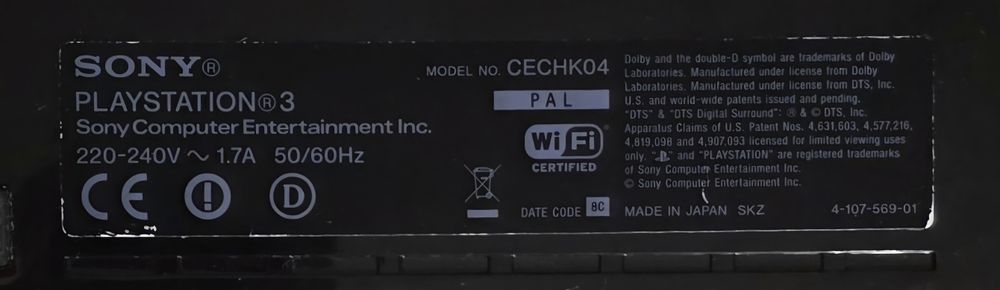 SONY®
PLAYSTATION®3
Sony Computer Entertainment Inc.
220-240V ~ 1.7A 50/60Hz
CE
D
MODEL NO. CECHK04
PAL
Wi Fi
CERTIFIED
DATE CODE 8C
Dolby and the double-D symbol are trademarks of Dolby
Laboratories. Manufactured under license from Dolby
Laboratories. Manufactured under license from DTS, Inc.
U.S. and world-wide patents issued and pending.
"DTS" & "DTS Digital Surround": ® & © DTS, Inc.
Apparatus Claims of U.S. Patent Nos. 4,631,603, 4,577,216,
4,819,098 and 4,907,093 licensed for limited viewing uses
only. "PS" and "PLAYSTATION" are registered trademarks
of Sony Computer Entertainment Inc.
© Sony Computer Entertainment Inc.
MADE IN JAPAN SKZ 4-107-569-01